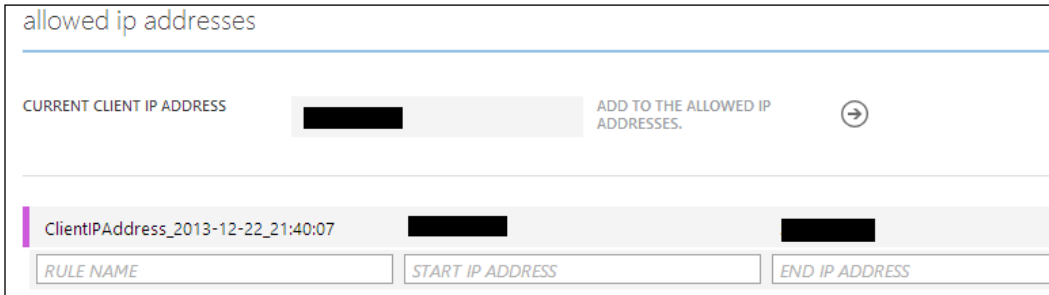 allowed ip addresses
CURRENT CLIENT IP ADDRESS
ADD TO THE ALLOWED IP
ADDRESSES.
ClientIPAddress_2013-12-22_21:40:07
RULE NAME
START IP ADDRESS
END IP ADDRESS